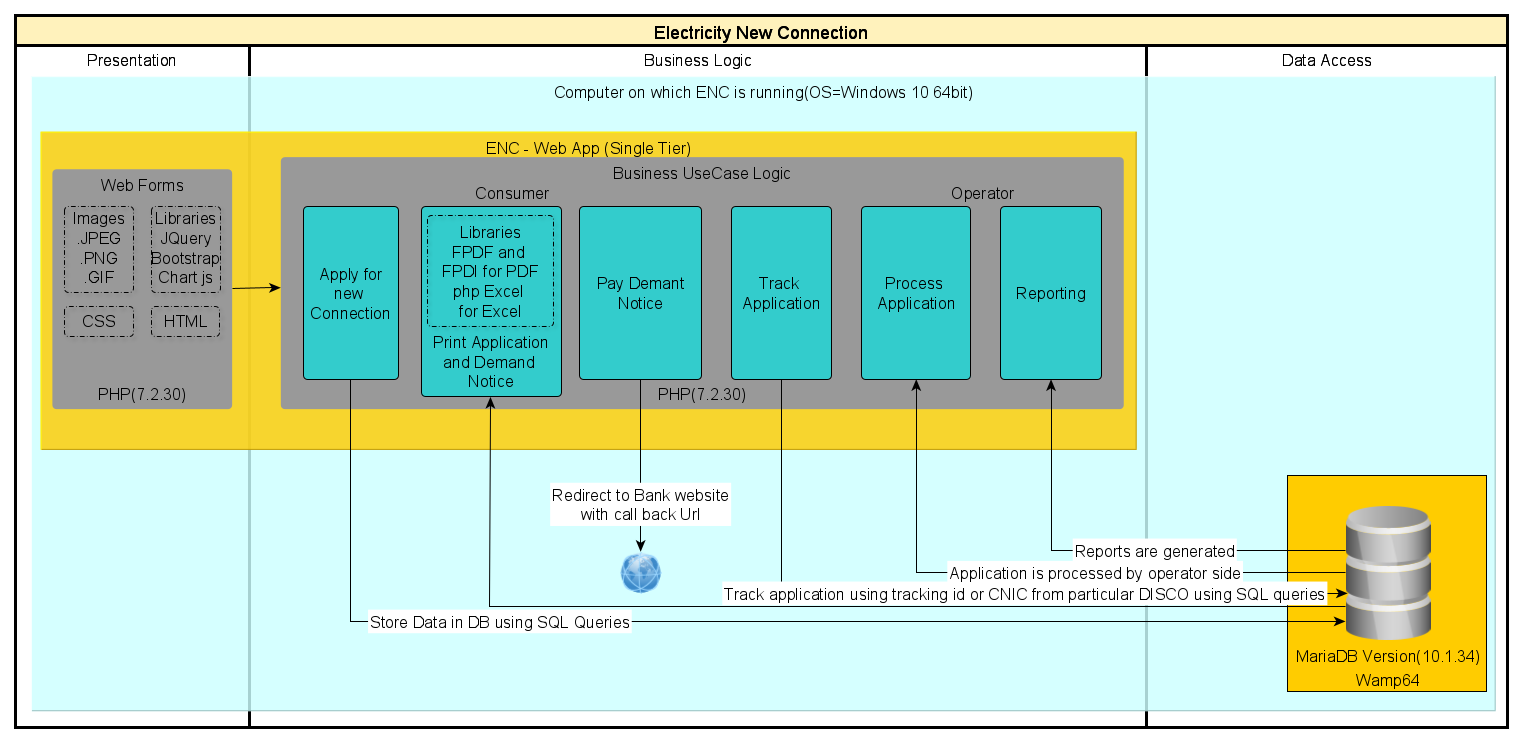 Electricity New Connection
Presentation
Business Logic
Data Access
Computer on which ENC is running(OS=Windows 10 64bit)
ENC - Web App (Single Tier)
Web Forms
Images
.JPEG
.PNG
.GIF
Libraries
JQuery
Bootstrap
Chart js
CSS
HTML
PHP(7.2.30)
Business UseCase Logic
Consumer
Operator
Apply for
new
Connection
Libraries
FPDF and
FPDI for PDF
php Excel
for Excel
Print Application
and Demand
Notice
Pay Demant
Notice
Track
Application
Process
Application
Reporting
PHP(7.2.30)
Redirect to Bank website
with call back Url
Reports are generated
Application is processed by operator side
Track application using tracking id or CNIC from particular DISCO using SQL queries
Store Data in DB using SQL Queries
MariaDB Version(10.1.34)
Wamp64